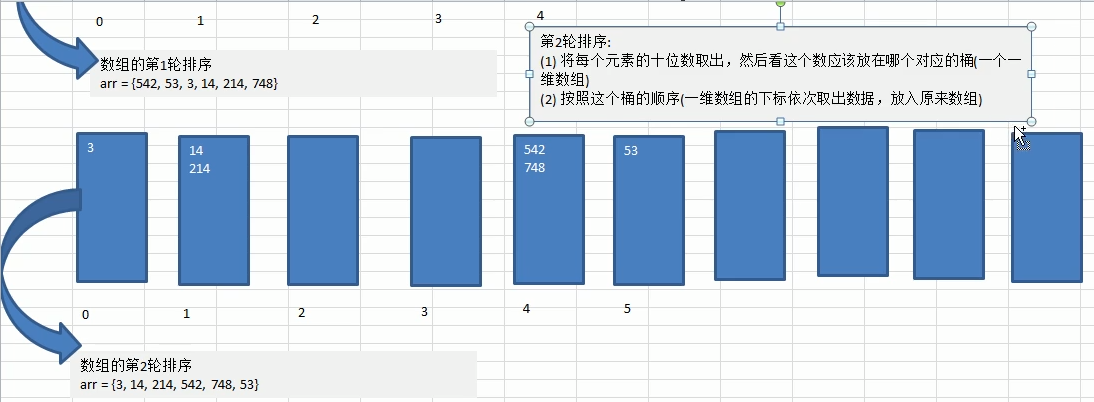 0 1 2 3 4
数组的第1轮排序
arr = {542, 53, 3, 14, 214, 748}
第2轮排序:
(1) 将每个元素的十位数取出，然后看这个数应该放在哪个对应的桶(一个一
维数组)
(2) 按照这个桶的顺序(一维数组的下标依次取出数据，放入原来数组)
3
14
214
542
748
53
0 1 2 3 4 5
数组的第2轮排序
arr = {3, 14, 214, 542, 748, 53}